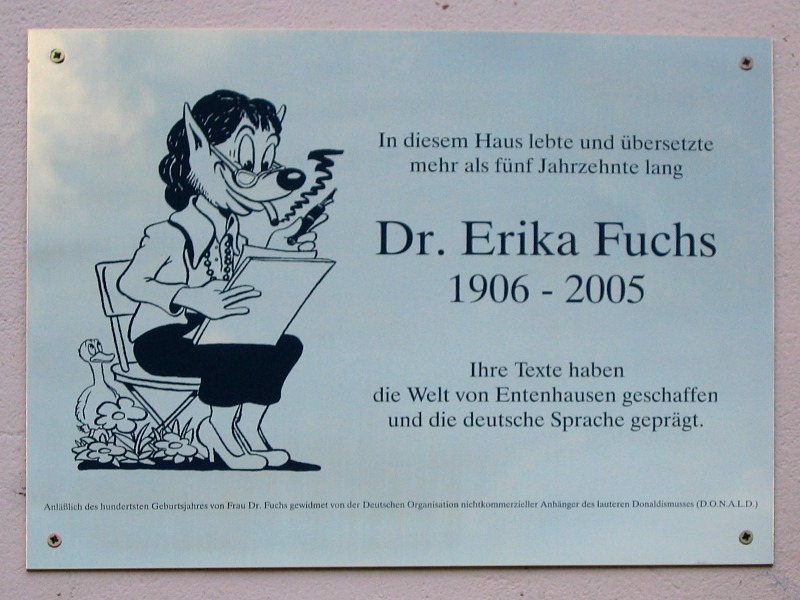 In diesem Haus lebte und übersetzte
mehr als fünf Jahrzehnte lang
Dr. Erika Fuchs
1906 - 2005
Ihre Texte haben
die Welt von Entenhausen geschaffen
und die deutsche Sprache geprägt.
Anläßlich des hundertsten Geburtsjahres von Frau Dr. Fuchs gewidmet von der Deutschen Organisation nichtkommerzieller Anhänger des lauteren Donaldismusses (D.O.N.A.L.D.)